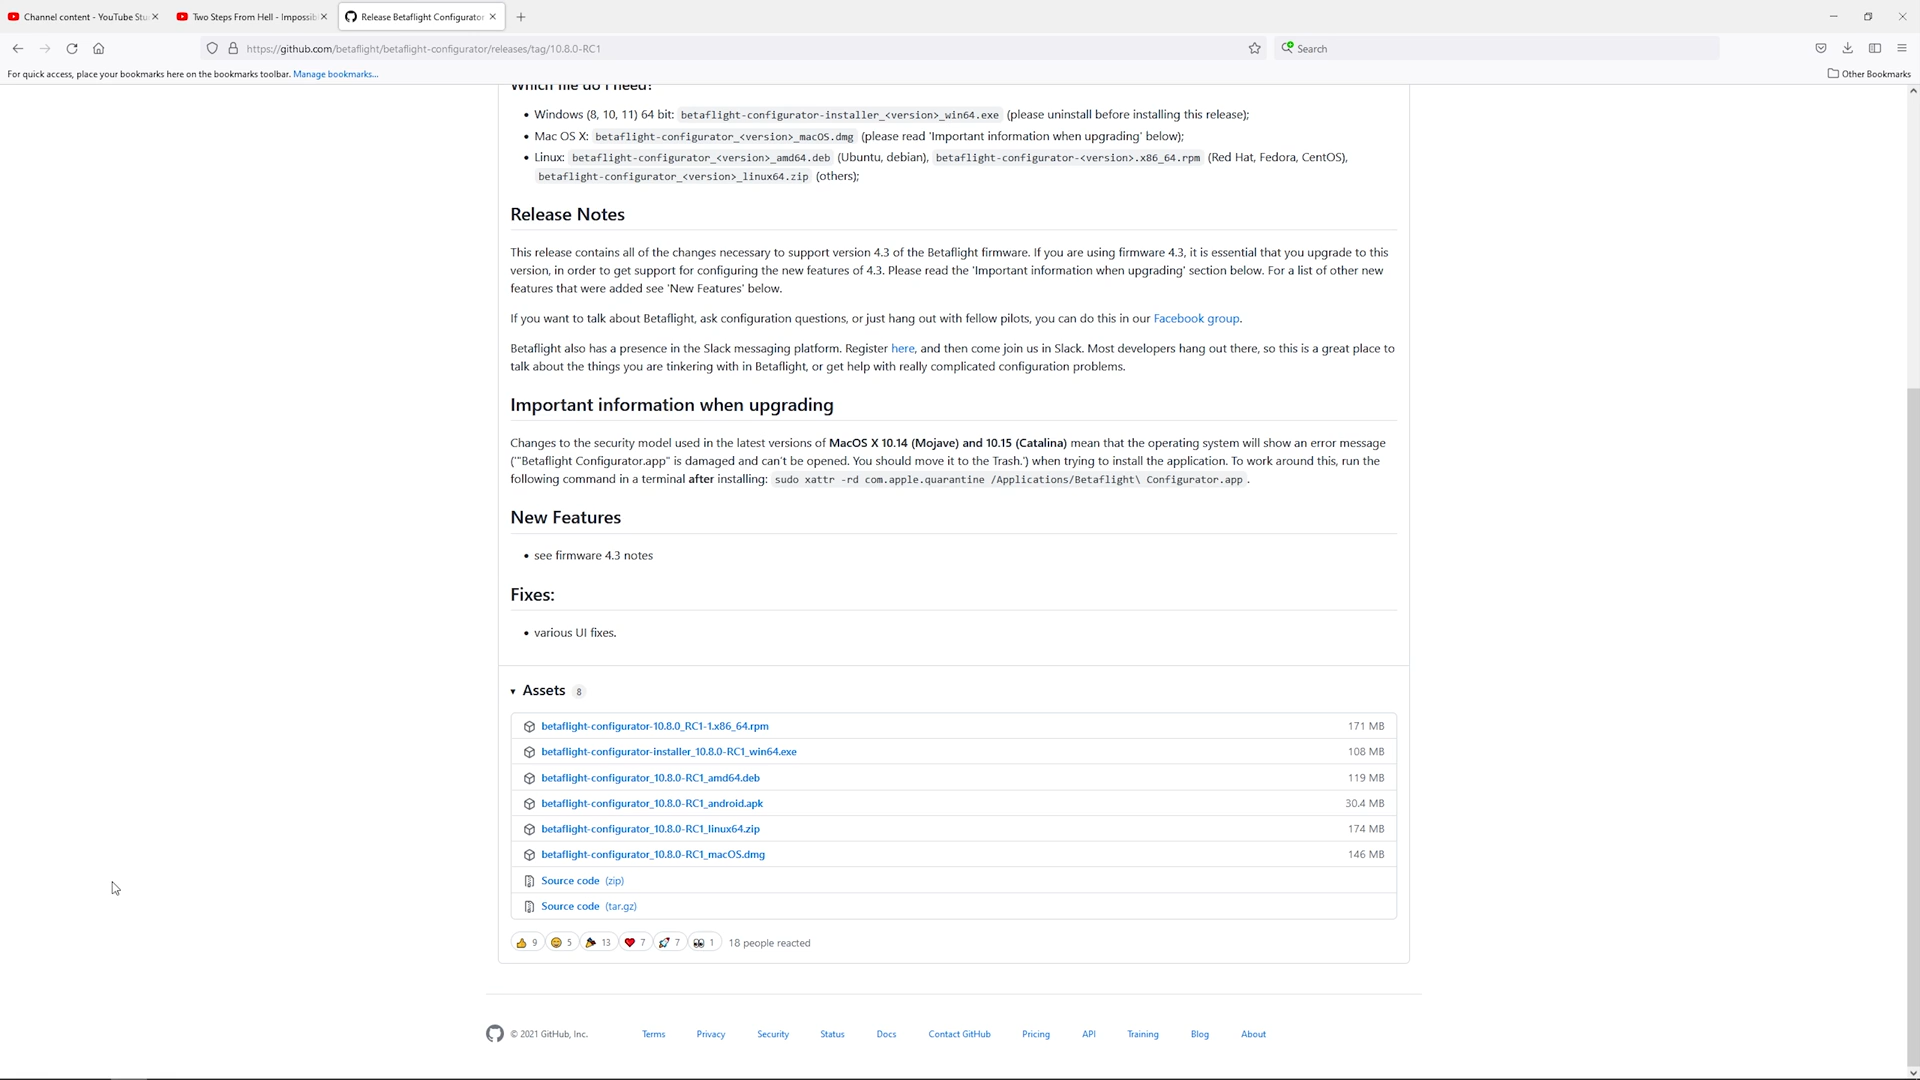 Channel content - YouTube Stu
Two Steps From Hell - Impossib
Release Betaflight Configurator
https://github.com/betaflight/betaflight-configurator/releases/tag/10.8.0-RC1
Search
For quick access, place your bookmarks here on the bookmarks toolbar. Manage bookmarks...
Other Bookmarks
Which file do I need?
• Windows (8, 10, 11) 64 bit: betaflight-configurator-installer_<version>_win64.exe (please uninstall before installing this release);
• Mac OS X: betaflight-configurator_<version>_macOS.dmg (please read 'Important information when upgrading' below);
• Linux: betaflight-configurator_<version>_amd64.deb (Ubuntu, debian), betaflight-configurator-<version>.x86_64.rpm (Red Hat, Fedora, CentOS),
betaflight-configurator_<version>_linux64.zip (others);
Release Notes
This release contains all of the changes necessary to support version 4.3 of the Betaflight firmware. If you are using firmware 4.3, it is essential that you upgrade to this
version, in order to get support for configuring the new features of 4.3. Please read the 'Important information when upgrading' section below. For a list of other new
features that were added see 'New Features' below.
If you want to talk about Betaflight, ask configuration questions, or just hang out with fellow pilots, you can do this in our Facebook group.
Betaflight also has a presence in the Slack messaging platform. Register here, and then come join us in Slack. Most developers hang out there, so this is a great place to
talk about the things you are tinkering with in Betaflight, or get help with really complicated configuration problems.
Important information when upgrading
Changes to the security model used in the latest versions of MacOS X 10.14 (Mojave) and 10.15 (Catalina) mean that the operating system will show an error message
('"Betaflight Configurator.app" is damaged and can't be opened. You should move it to the Trash.') when trying to install the application. To work around this, run the
following command in a terminal after installing: sudo xattr -rd com.apple.quarantine /Applications/Betaflight\ Configurator.app .
New Features
• see firmware 4.3 notes
Fixes:
• various UI fixes.
Assets 8
betaflight-configurator-10.8.0_RC1-1.x86_64.rpm 171 MB
betaflight-configurator-installer_10.8.0-RC1_win64.exe 108 MB
betaflight-configurator_10.8.0-RC1_amd64.deb 119 MB
betaflight-configurator_10.8.0-RC1_android.apk 30.4 MB
betaflight-configurator_10.8.0-RC1_linux64.zip 174 MB
betaflight-configurator_10.8.0-RC1_macOS.dmg 146 MB
Source code (zip)
Source code (tar.gz)
9 5 13 7 7 1 18 people reacted
© 2021 GitHub, Inc. Terms Privacy Security Status Docs Contact GitHub Pricing API Training Blog About